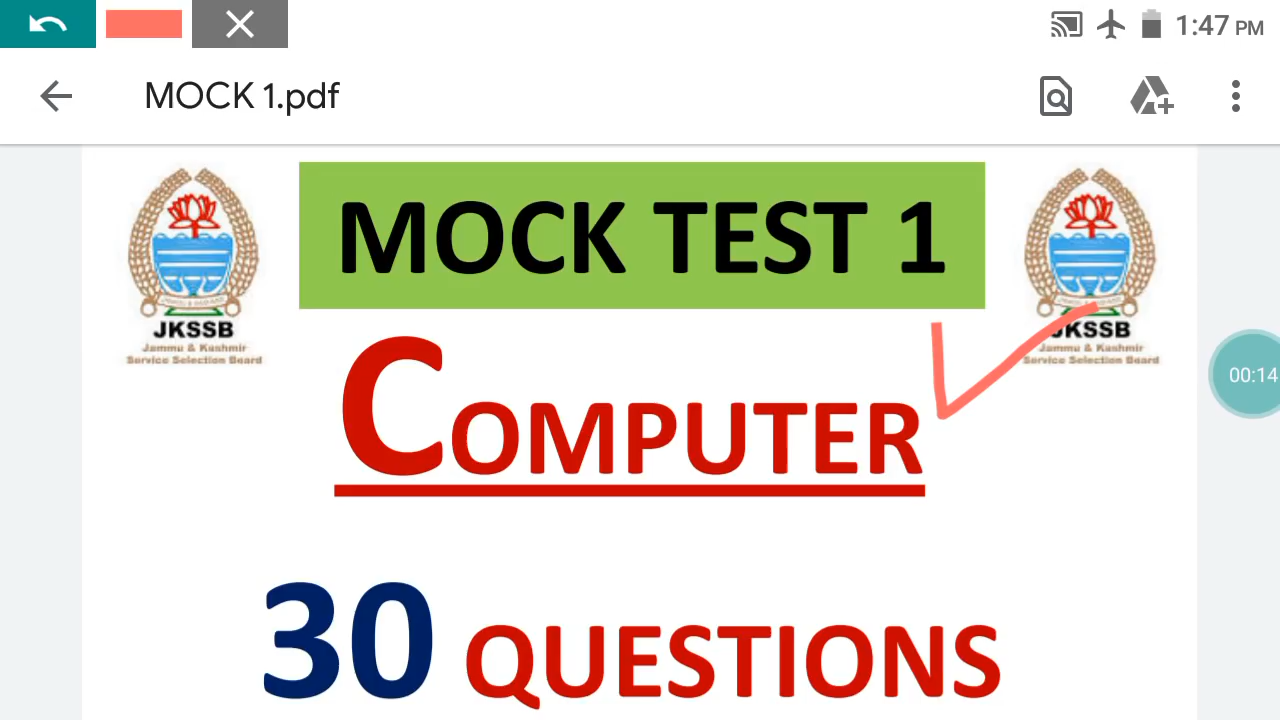 1:47 PM
MOCK 1.pdf
MOCK TEST 1
JKSSB
Jammu & Kashmir
Service Selection Board
JKSSB
Jammu & Kashmir
Service Selection Board
COMPUTER
00:14
30 QUESTIONS